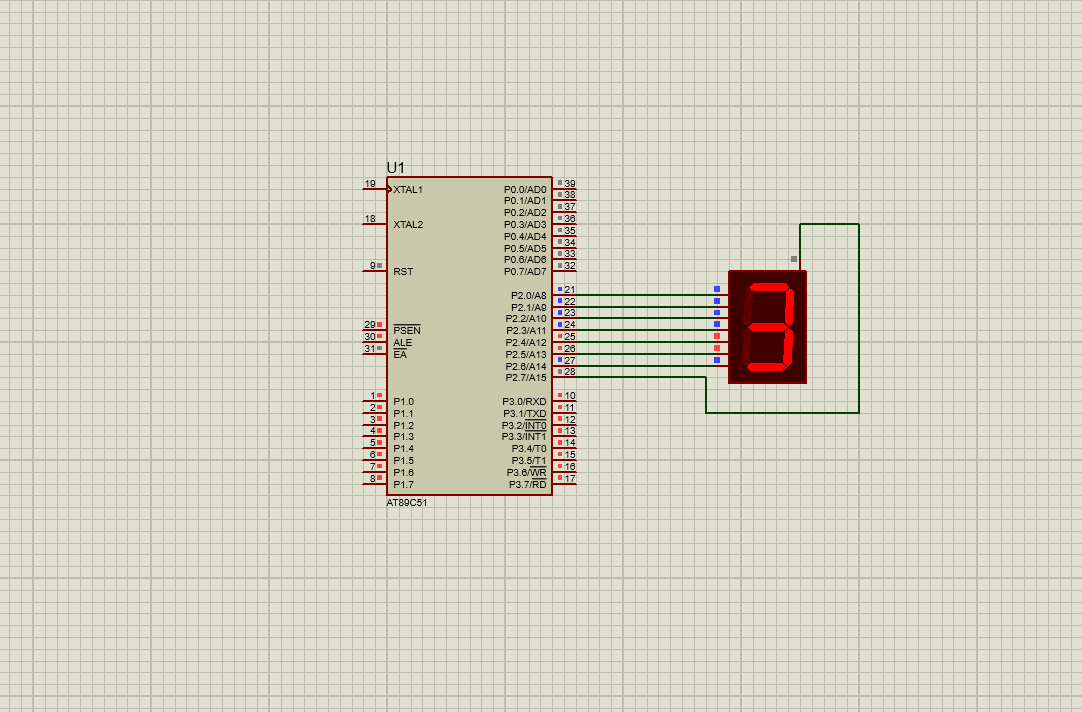 U1
19 XTAL1 P0.0/AD0 39
P0.1/AD1 38
P0.2/AD2 37
18 XTAL2 P0.3/AD3 36
P0.4/AD4 35
P0.5/AD5 34
P0.6/AD6 33
9 RST P0.7/AD7 32
P2.0/A8 21
P2.1/A9 22
P2.2/A10 23
29 PSEN P2.3/A11 24
30 ALE P2.4/A12 25
31 EA P2.5/A13 26
P2.6/A14 27
P2.7/A15 28
1 P1.0 P3.0/RXD 10
2 P1.1 P3.1/TXD 11
3 P1.2 P3.2/INT0 12
4 P1.3 P3.3/INT1 13
5 P1.4 P3.4/T0 14
6 P1.5 P3.5/T1 15
7 P1.6 P3.6/WR 16
8 P1.7 P3.7/RD 17
AT89C51
3